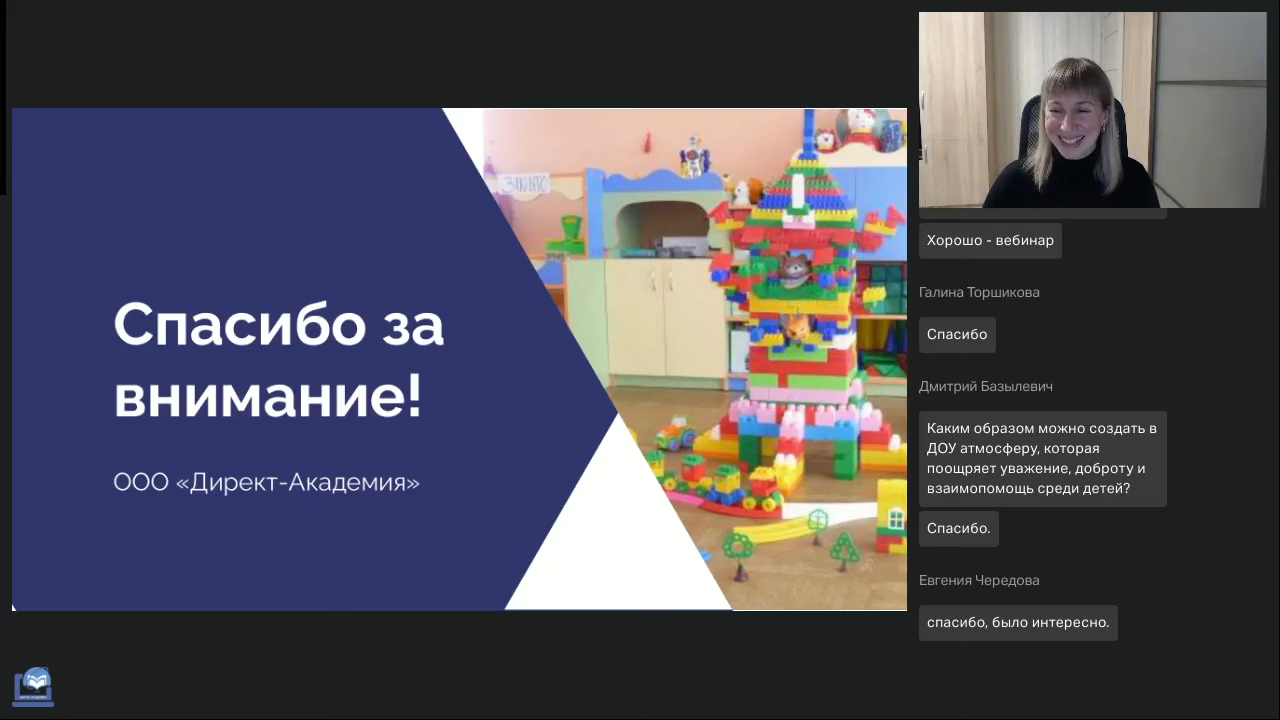 Спасибо за
внимание!
ООО «Директ-Академия»
Хорошо - вебинар
Галина Торшикова
Спасибо
Дмитрий Базылевич
Каким образом можно создать в
ДОУ атмосферу, которая
поощряет уважение, доброту и
взаимопомощь среди детей?
Спасибо.
Евгения Чередова
спасибо, было интересно.